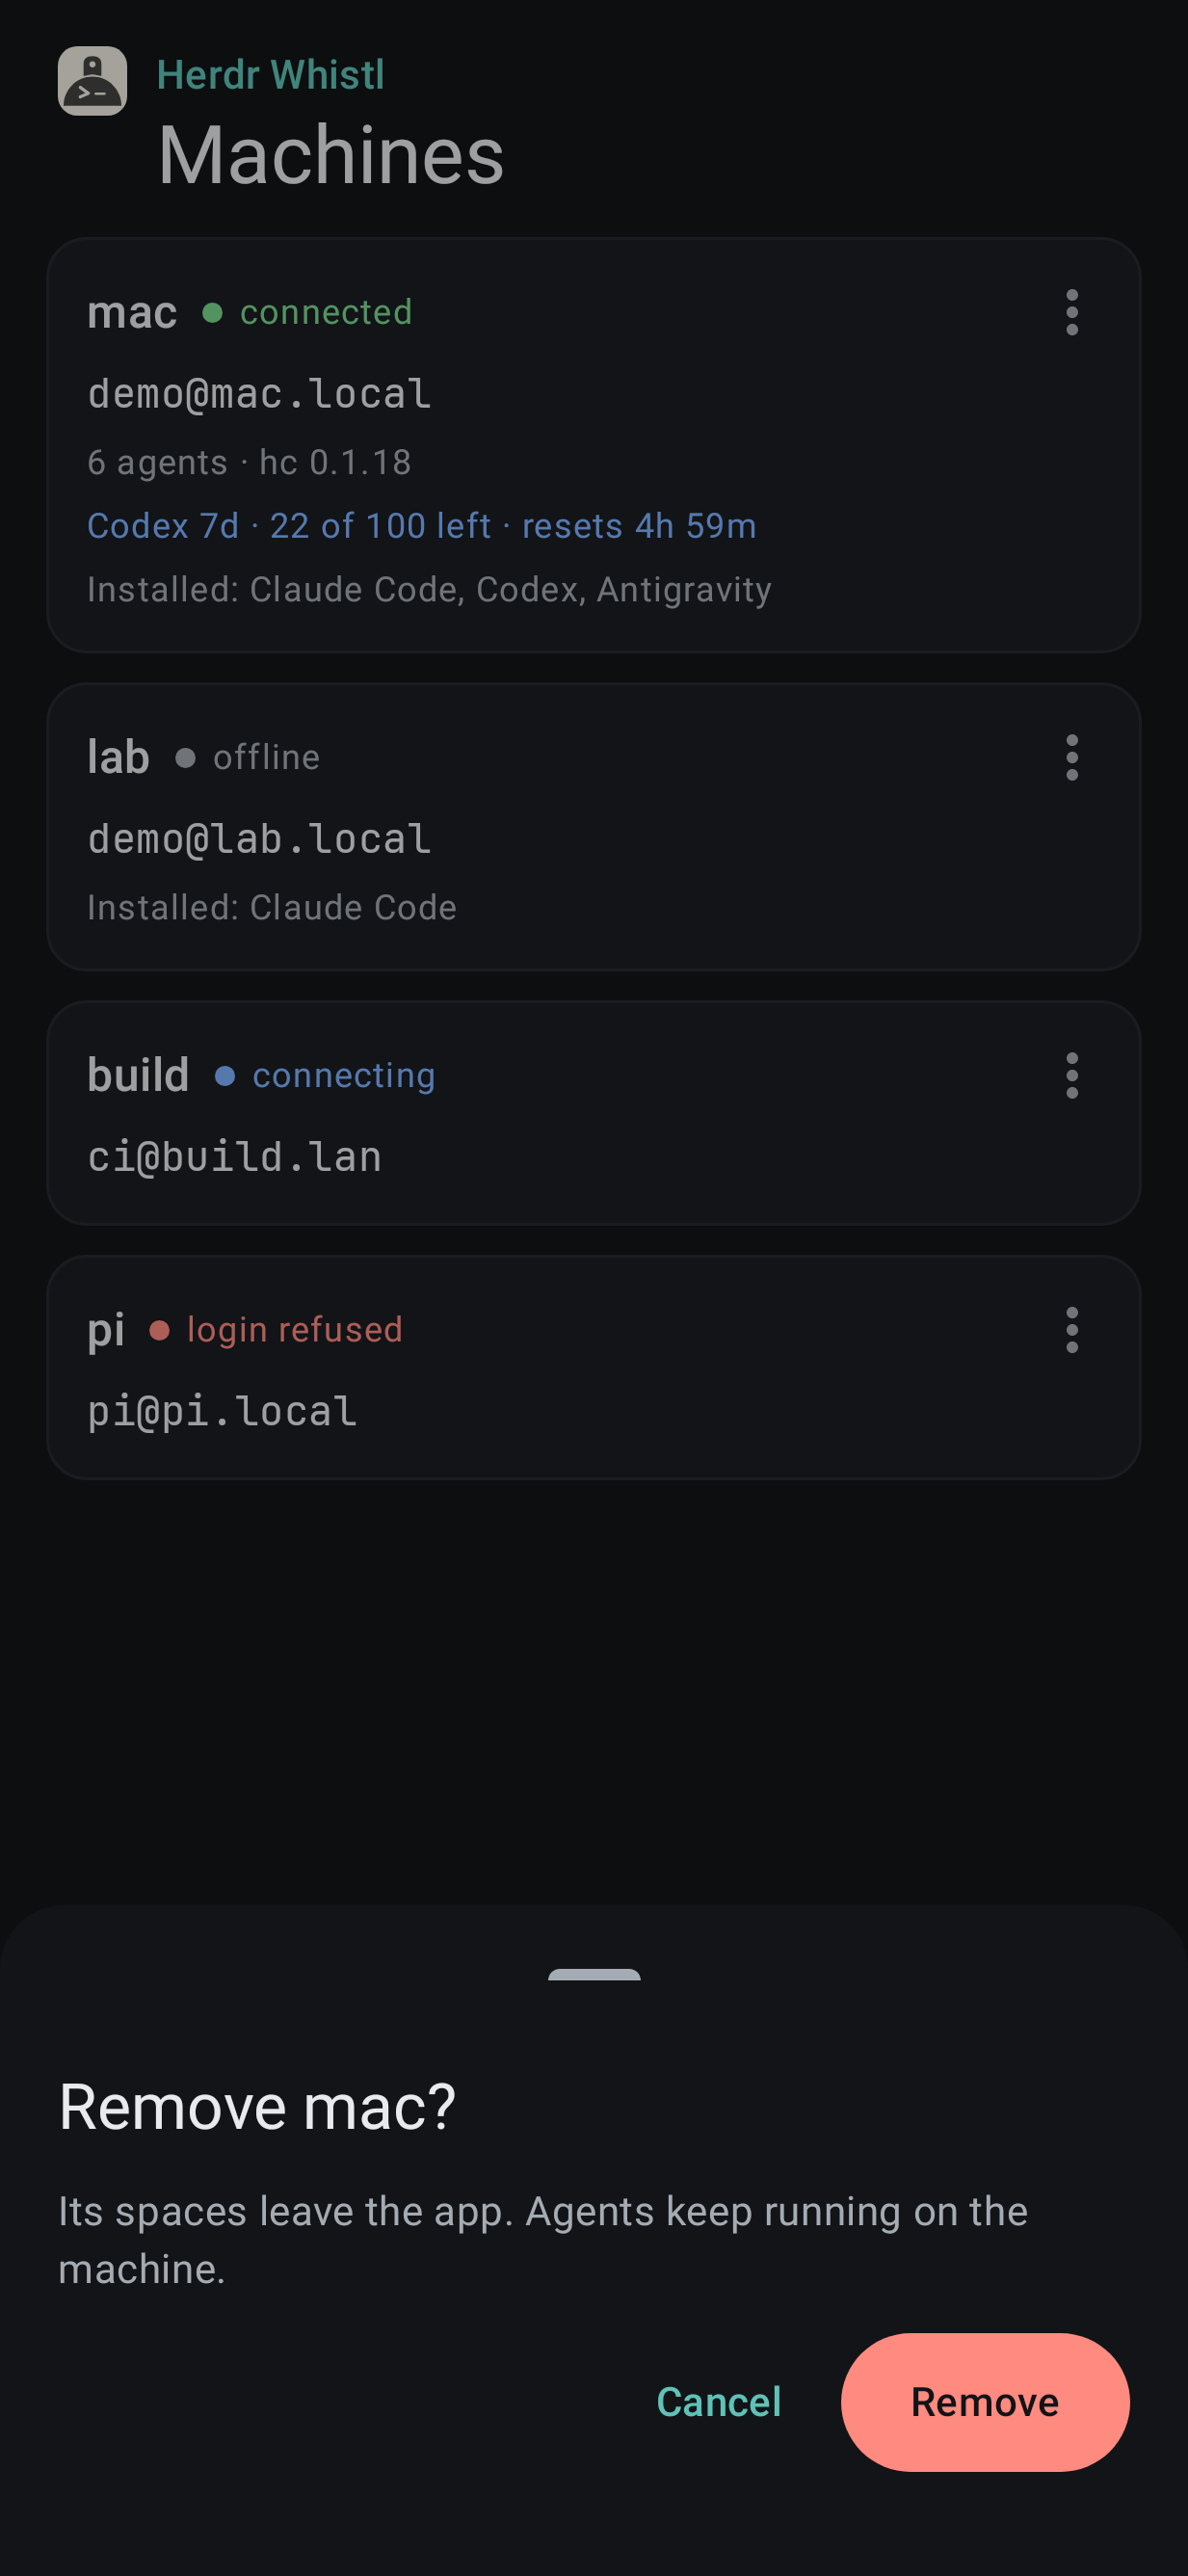 Herdr Whistl
Machines
mac ● connected
demo@mac.local
6 agents · hc 0.1.18
Codex 7d · 22 of 100 left · resets 4h 59m
Installed: Claude Code, Codex, Antigravity
lab ● offline
demo@lab.local
Installed: Claude Code
build ● connecting
ci@build.lan
pi ● login refused
pi@pi.local
Remove mac?
Its spaces leave the app. Agents keep running on the
machine.
Cancel
Remove